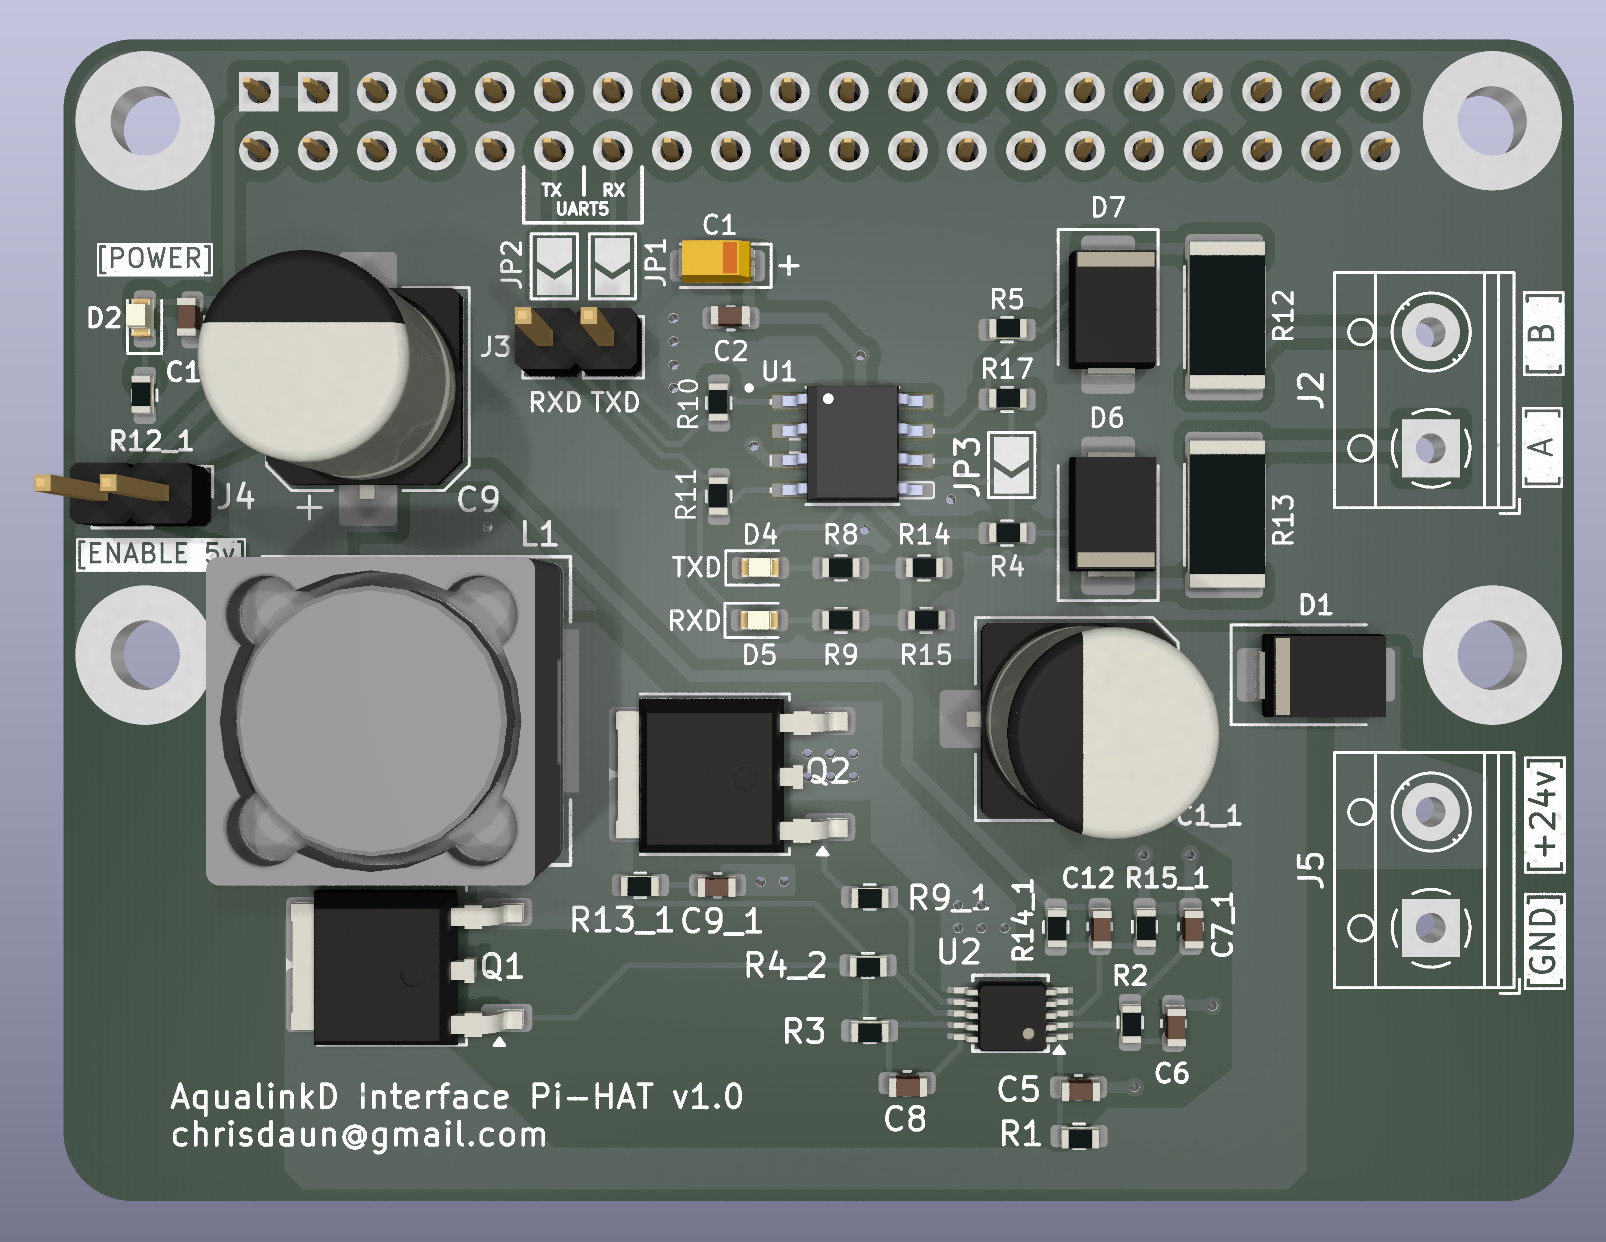 TX RX
UART5
C1
D7
[POWER]
JP2
JP1
+
D2
R5
R12
[B]
J3
C2
U1
R17
C1
J2
R10
RXD TXD
D6
R12_1
JP3
[A]
J4
+
C9
R11
R13
[ENABLE 5v]
L1
D4
R8
R14
TXD
R4
RXD
D1
D5
R9
R15
Q2
[+24v]
C1_1
J5
C12
R15_1
R13_1
C9_1
R9_1
R14_1
C7_1
[GND]
U2
Q1
R4_2
R2
R3
C6
AqualinkD Interface Pi-HAT v1.0
C5
C8
chrisdaun@gmail.com
R1